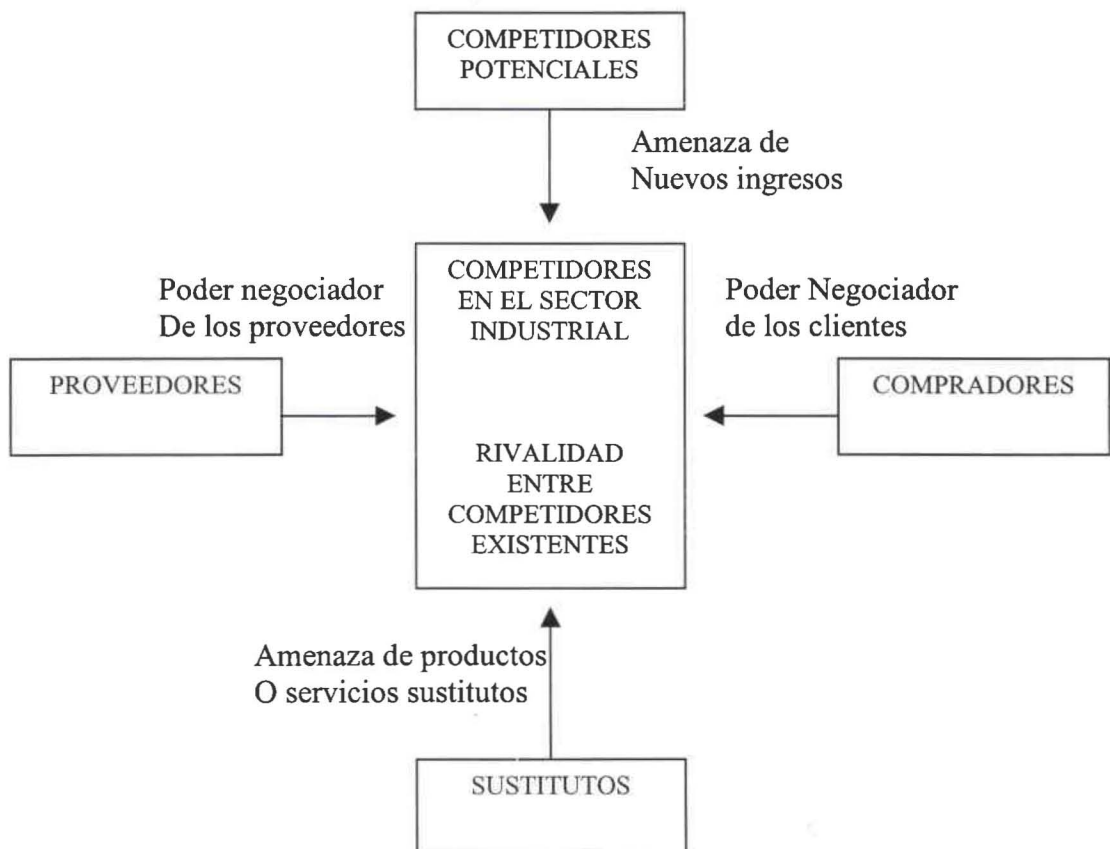 COMPETIDORES
POTENCIALES
Amenaza de
Nuevos ingresos
Poder negociador
De los proveedores
COMPETIDORES
EN EL SECTOR
INDUSTRIAL
Poder Negociador
de los clientes
PROVEEDORES
COMPRADORES
RIVALIDAD
ENTRE
COMPETIDORES
EXISTENTES
Amenaza de productos
O servicios sustitutos
SUSTITUTOS